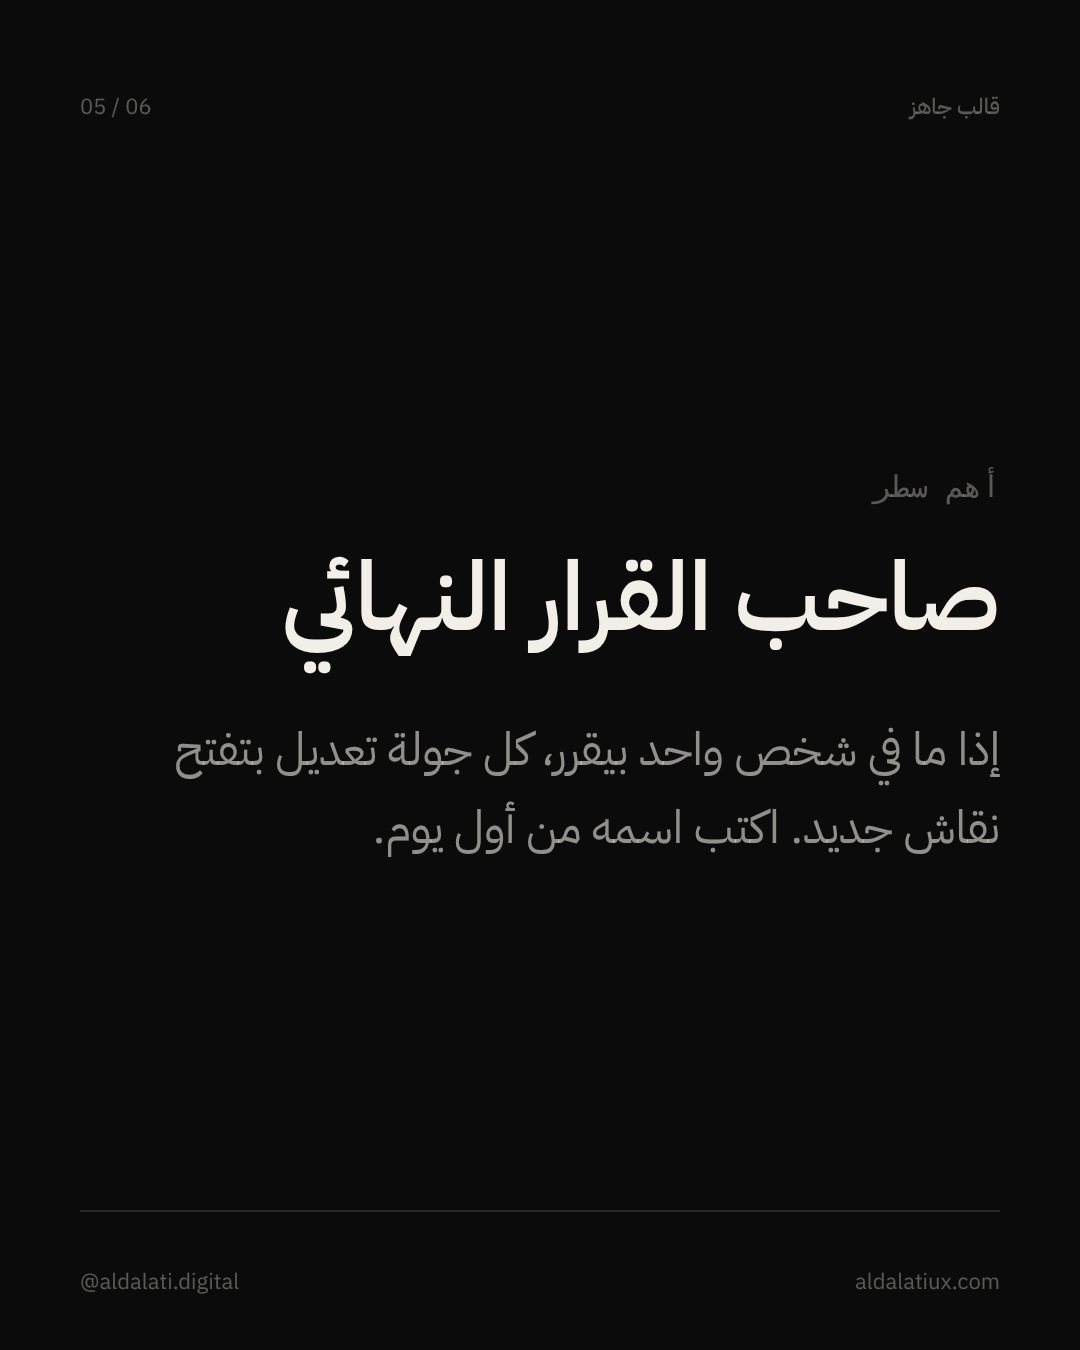 قالب جاهز
05 / 06
أهم سطر
صاحب القرار النهائي
إذا ما في شخص واحد بيقرر، كل جولة تعديل بتفتح
نقاش جديد. اكتب اسمه من أول يوم.
aldalatiux.com
@aldalati.digital